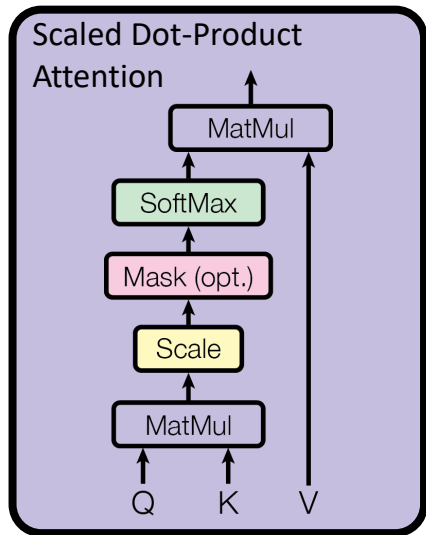 Scaled Dot-Product
Attention
MatMul
SoftMax
Mask (opt.)
Scale
MatMul
Q K V